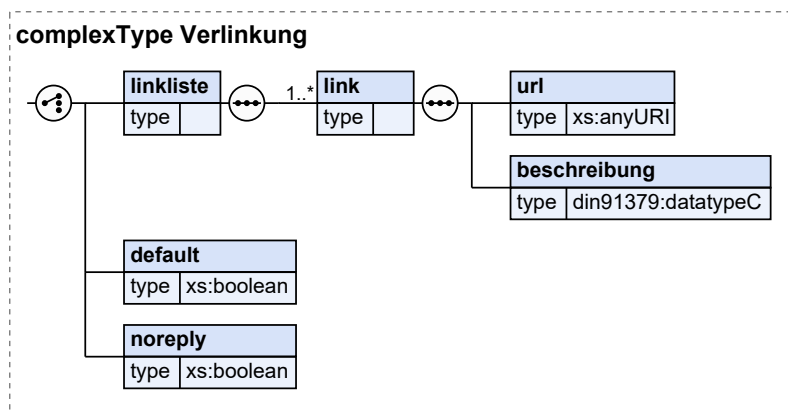 complexType Verlinkung
linkliste
type
1..*
link
type
url
type xs:anyURI
beschreibung
type din91379:datatypeC
default
type xs:boolean
noreply
type xs:boolean